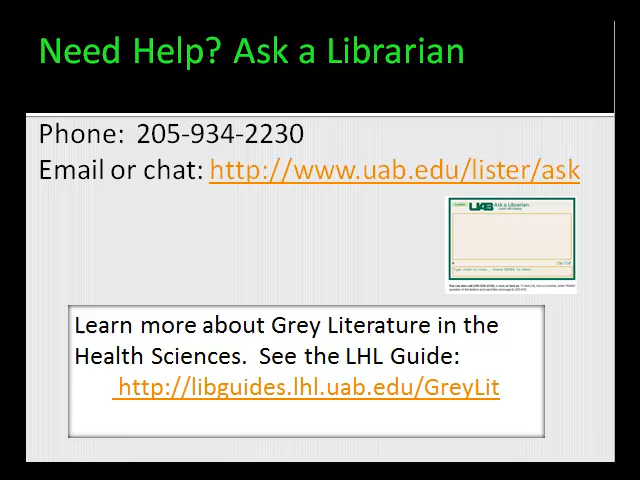 Need Help? Ask a Librarian
Phone: 205-934-2230
Email or chat: http://www.uab.edu/lister/ask
UAB Ask a Librarian
Learn more about Grey Literature in the
Health Sciences. See the LHL Guide:
http://libguides.lhl.uab.edu/GreyLit